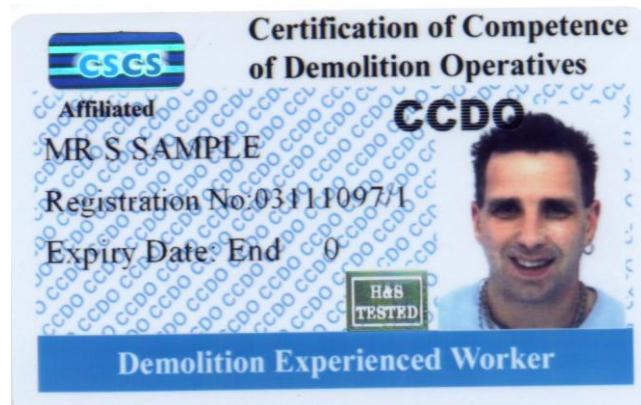 Certification of Competence
of Demolition Operatives
CSCS
Affiliated
CCDO
MR S SAMPLE
Registration No:03111097/1
Expiry Date: End 0
H&S
TESTED
Demolition Experienced Worker